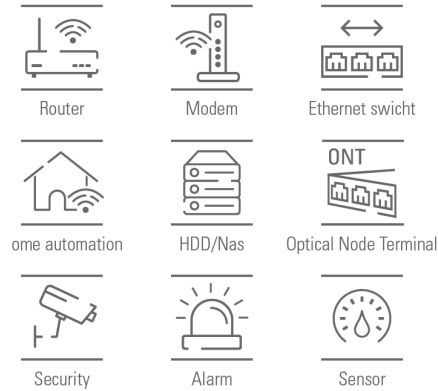 Router
Modem
Ethernet swicht
ome automation
HDD/Nas
ONT
Optical Node Terminal
Security
Alarm
Sensor